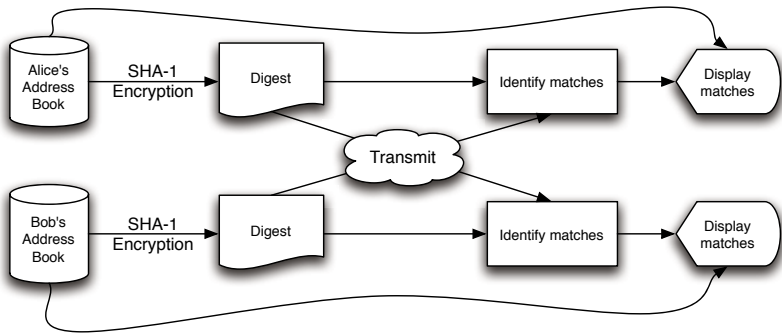 Alice's
Address
Book
SHA-1
Encryption
Digest
Identify matches
Display
matches
Transmit
Bob's
Address
Book
SHA-1
Encryption
Digest
Identify matches
Display
matches